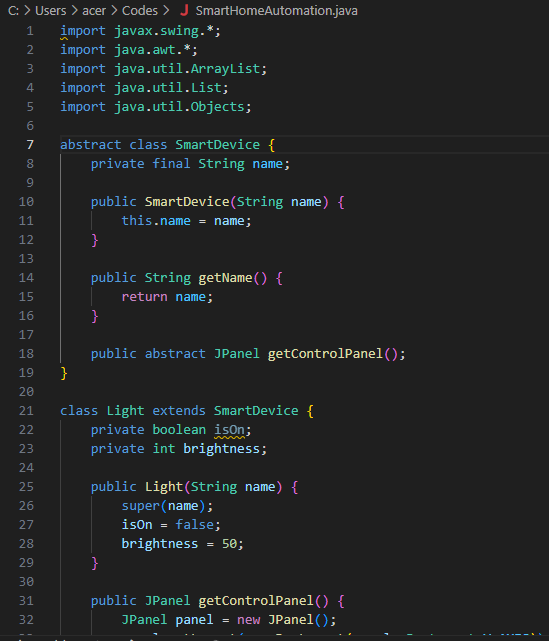 C: > Users > acer > Codes > J SmartHomeAutomation.java
1 import javax.swing.*;
2 import java.awt.*;
3 import java.util.ArrayList;
4 import java.util.List;
5 import java.util.Objects;
6
7 abstract class SmartDevice {
8     private final String name;
9
10     public SmartDevice(String name) {
11         this.name = name;
12     }
13
14     public String getName() {
15         return name;
16     }
17
18     public abstract JPanel getControlPanel();
19 }
20
21 class Light extends SmartDevice {
22     private boolean isOn;
23     private int brightness;
24
25     public Light(String name) {
26         super(name);
27         isOn = false;
28         brightness = 50;
29     }
30
31     public JPanel getControlPanel() {
32         JPanel panel = new JPanel();